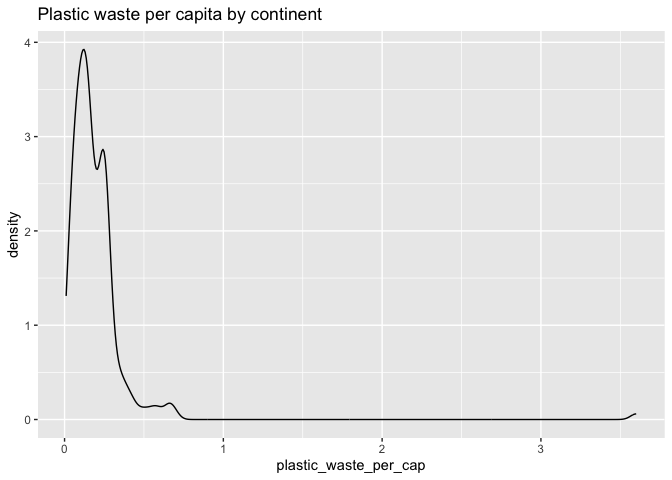 Plastic waste per capita by continent
4
3
2
1
0
density
0 1 2 3
plastic_waste_per_cap